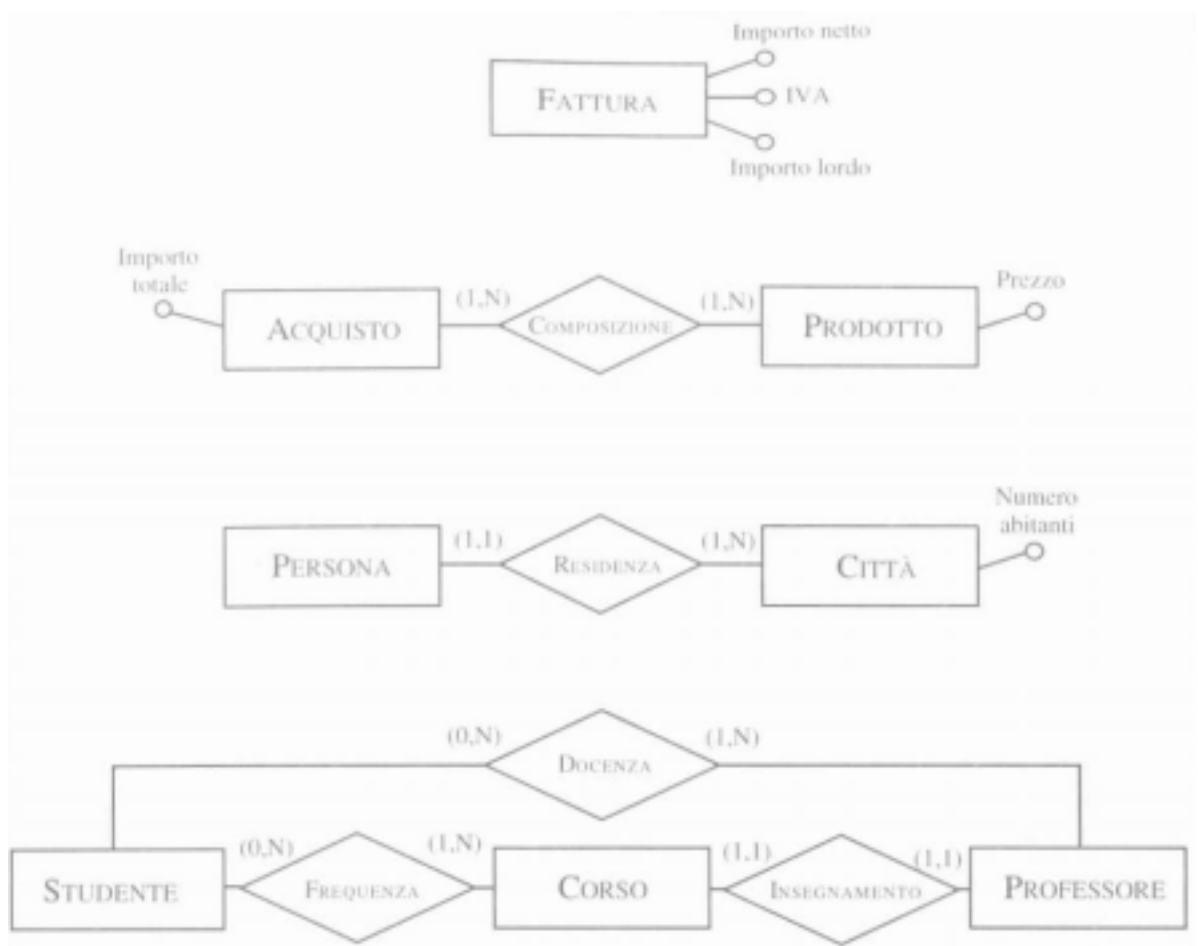 Importo netto
FATTURA
IVA
Importo lordo
Importo
totale
(1,N)
(1,N)
Prezzo
ACQUISTO
COMPOSIZIONE
PRODOTTO
Numero
abitanti
(1,1)
(1,N)
PERSONA
RESIDENZA
CITTÀ
(0,N)
(1,N)
DOCENZA
(0,N)
(1,N)
(1,1)
(1,1)
STUDENTE
FREQUENZA
CORSO
INSEGNAMENTO
PROFESSORE